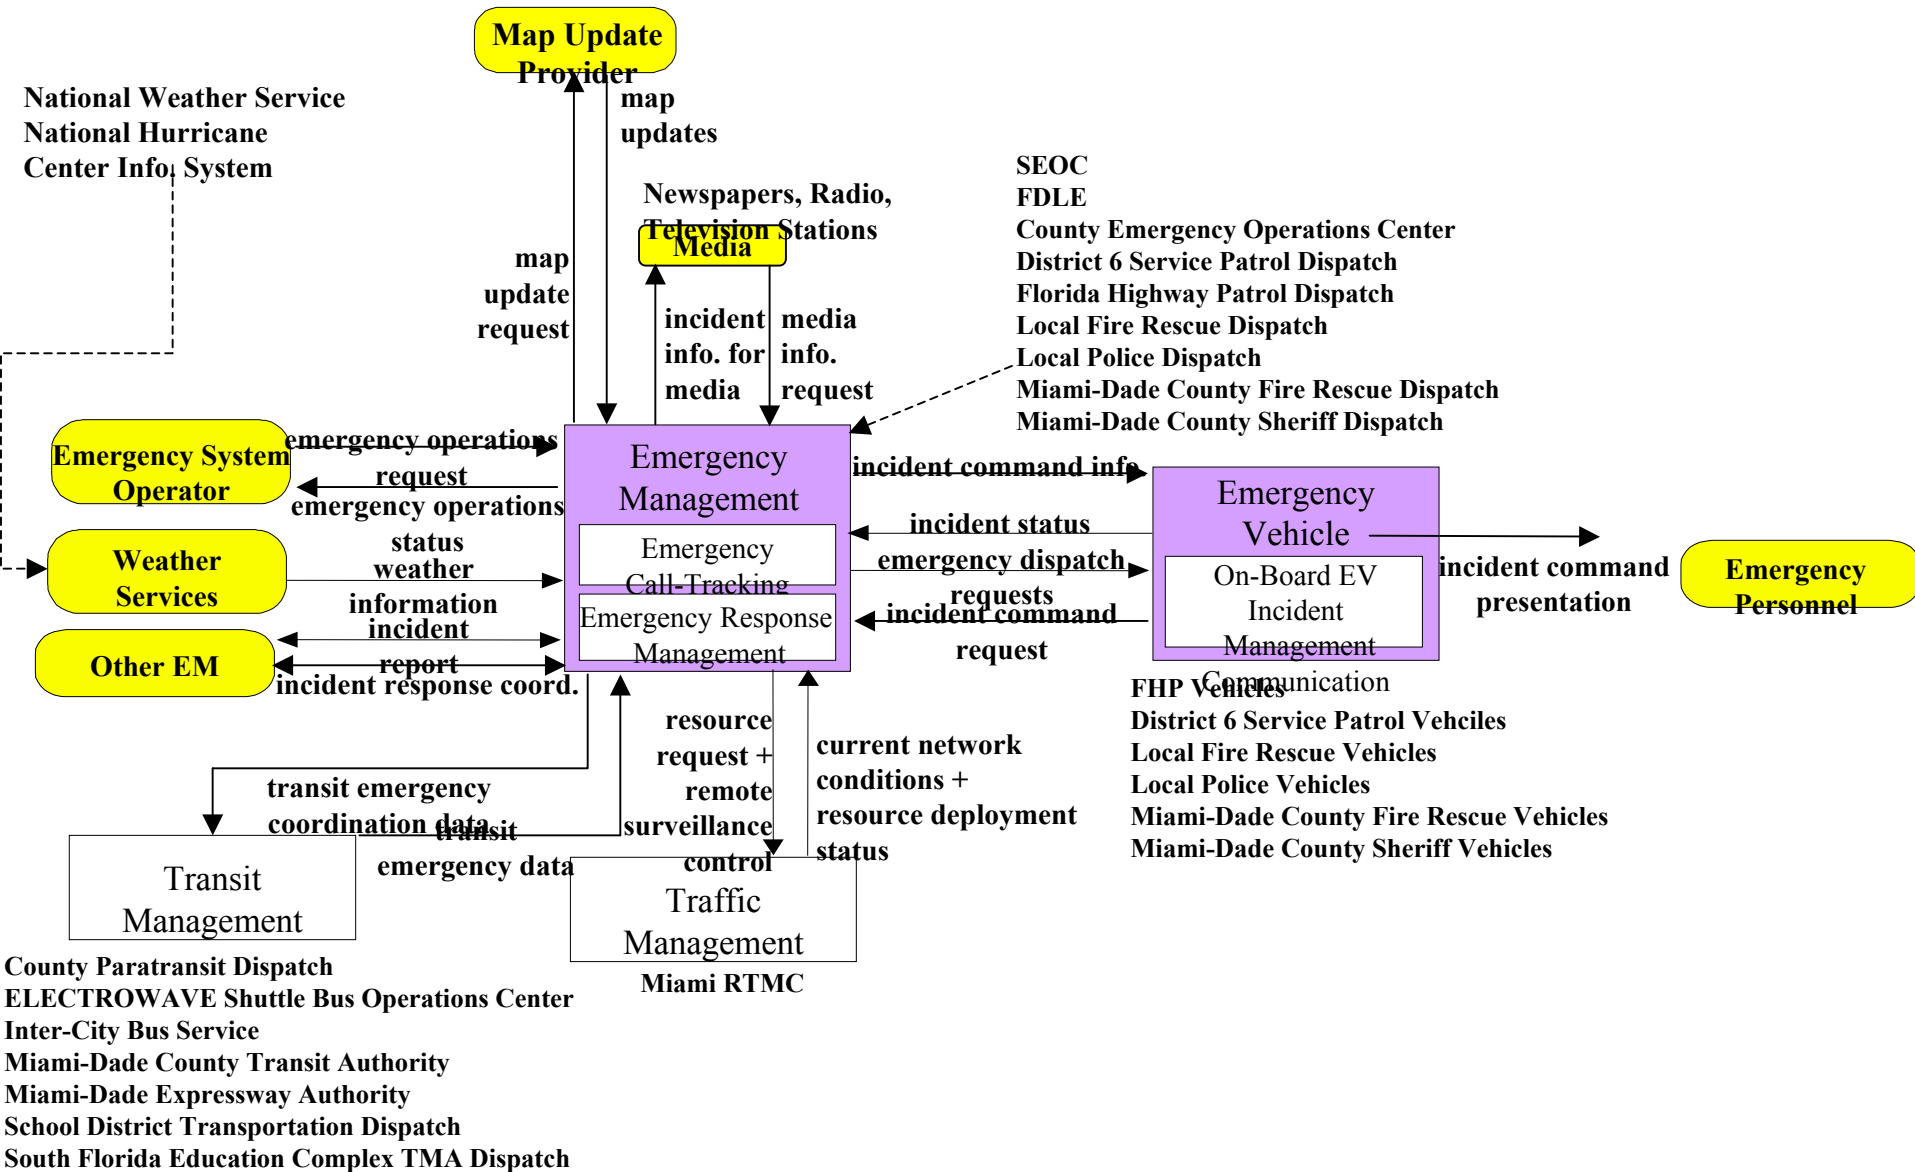 Map Update
Provider
National Weather Service
National Hurricane
Center Info. System
map
updates
Newspapers, Radio,
Television Stations
Media
SEOC
FDLE
County Emergency Operations Center
District 6 Service Patrol Dispatch
Florida Highway Patrol Dispatch
Local Fire Rescue Dispatch
Local Police Dispatch
Miami-Dade County Fire Rescue Dispatch
Miami-Dade County Sheriff Dispatch
map
update
request
incident
info. for
media
media
info.
request
Emergency System
Operator
emergency operations
request
emergency operations
status
Weather
Services
weather
information
Other EM
incident
report
incident response coord.
Emergency
Management
Emergency
Call-Tracking
Emergency Response
Management
incident command info.
incident status
emergency dispatch
requests
incident command
request
Emergency
Vehicle
On-Board EV
Incident
Management
Communication
incident command
presentation
Emergency
Personnel
FHP Vehicles
District 6 Service Patrol Vehciles
Local Fire Rescue Vehicles
Local Police Vehicles
Miami-Dade County Fire Rescue Vehicles
Miami-Dade County Sheriff Vehicles
transit emergency
coordination data
transit
emergency data
resource
request +
remote
surveillance
control
current network
conditions +
resource deployment
status
Transit
Management
Traffic
Management
Miami RTMC
County Paratransit Dispatch
ELECTROWAVE Shuttle Bus Operations Center
Inter-City Bus Service
Miami-Dade County Transit Authority
Miami-Dade Expressway Authority
School District Transportation Dispatch
South Florida Education Complex TMA Dispatch